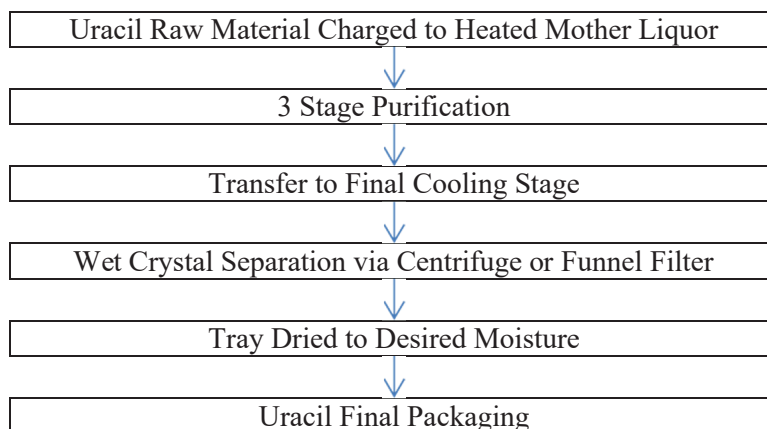 Uracil Raw Material Charged to Heated Mother Liquor
3 Stage Purification
Transfer to Final Cooling Stage
Wet Crystal Separation via Centrifuge or Funnel Filter
Tray Dried to Desired Moisture
Uracil Final Packaging